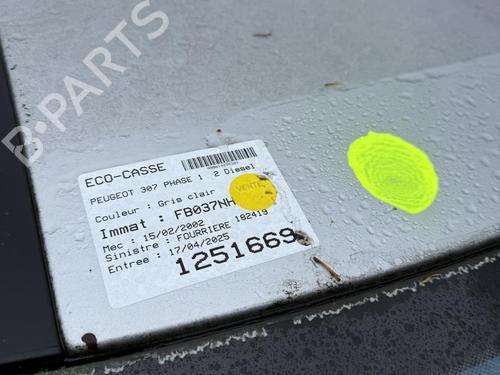 B-PARTS
ECO-CASSE
PEUGEOT 307 PHASE 1 2 Diesel
Couleur : Gris clair
VENTE
Immat : FB037NH
Mec : 15/02/2002
Sinistre : FOURRIERE 182419
Entree : 17/04/2025
1251669